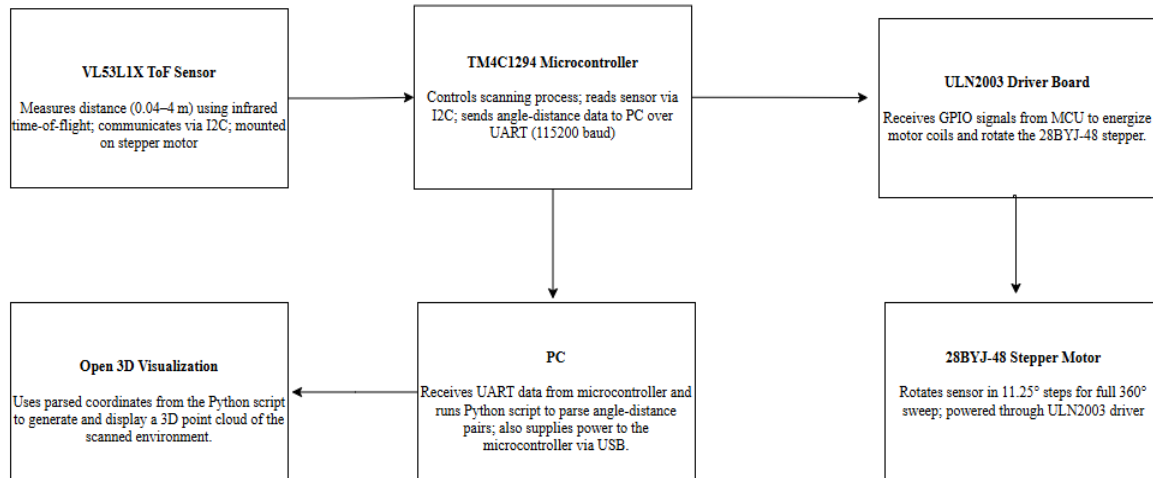 VL53L1X ToF Sensor
Measures distance (0.04–4 m) using infrared
time-of-flight; communicates via I2C; mounted
on stepper motor
TM4C1294 Microcontroller
Controls scanning process; reads sensor via
I2C; sends angle-distance data to PC over
UART (115200 baud)
ULN2003 Driver Board
Receives GPIO signals from MCU to energize
motor coils and rotate the 28BYJ-48 stepper.
Open 3D Visualization
Uses parsed coordinates from the Python script
to generate and display a 3D point cloud of the
scanned environment.
PC
Receives UART data from microcontroller and
runs Python script to parse angle-distance
pairs; also supplies power to the
microcontroller via USB.
28BYJ-48 Stepper Motor
Rotates sensor in 11.25° steps for full 360°
sweep; powered through ULN2003 driver